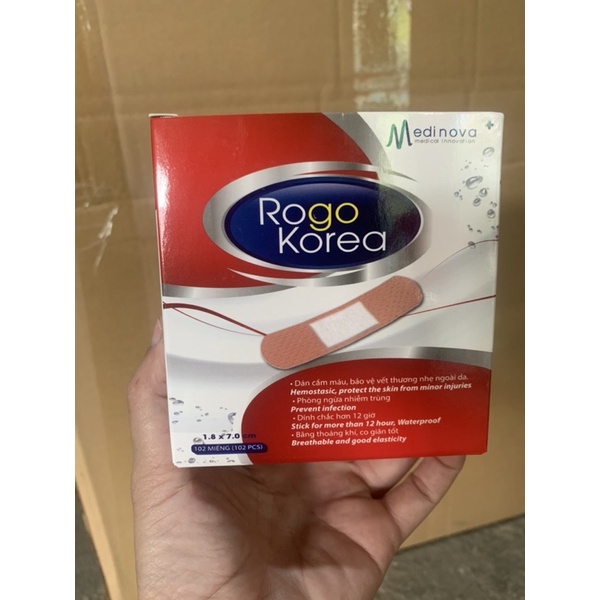 Medinova
medical innovation
Rogo
Korea
• Dán cầm máu, bảo vệ vết thương nhẹ ngoài da.
Hemostasic, protect the skin from minor injuries
• Phòng ngừa nhiễm trùng
Prevent infection
• Dính chắc hơn 12 giờ
Stick for more than 12 hour, Waterproof
• Băng thoáng khí, co giãn tốt
Breathable and good elasticity
1.8 x 7.0 cm
102 MIẾNG (102 PCS)